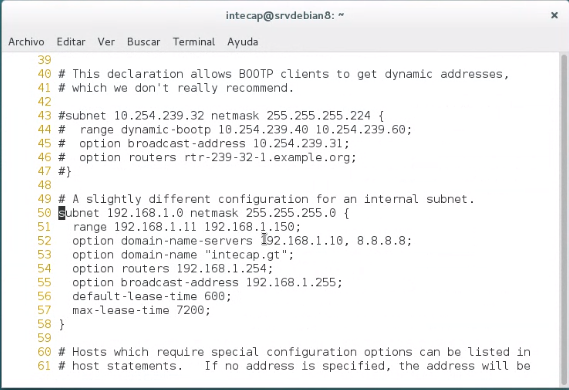 intecap@srvdebian8: ~
Archivo Editar Ver Buscar Terminal Ayuda
39
40 # This declaration allows BOOTP clients to get dynamic addresses,
41 # which we don't really recommend.
42
43 #subnet 10.254.239.32 netmask 255.255.255.224 {
44 #  range dynamic-bootp 10.254.239.40 10.254.239.60;
45 #  option broadcast-address 10.254.239.31;
46 #  option routers rtr-239-32-1.example.org;
47 #}
48
49 # A slightly different configuration for an internal subnet.
50 subnet 192.168.1.0 netmask 255.255.255.0 {
51   range 192.168.1.11 192.168.1.150;
52   option domain-name-servers 192.168.1.10, 8.8.8.8;
53   option domain-name "intecap.gt";
54   option routers 192.168.1.254;
55   option broadcast-address 192.168.1.255;
56   default-lease-time 600;
57   max-lease-time 7200;
58 }
59
60 # Hosts which require special configuration options can be listed in
61 # host statements.   If no address is specified, the address will be